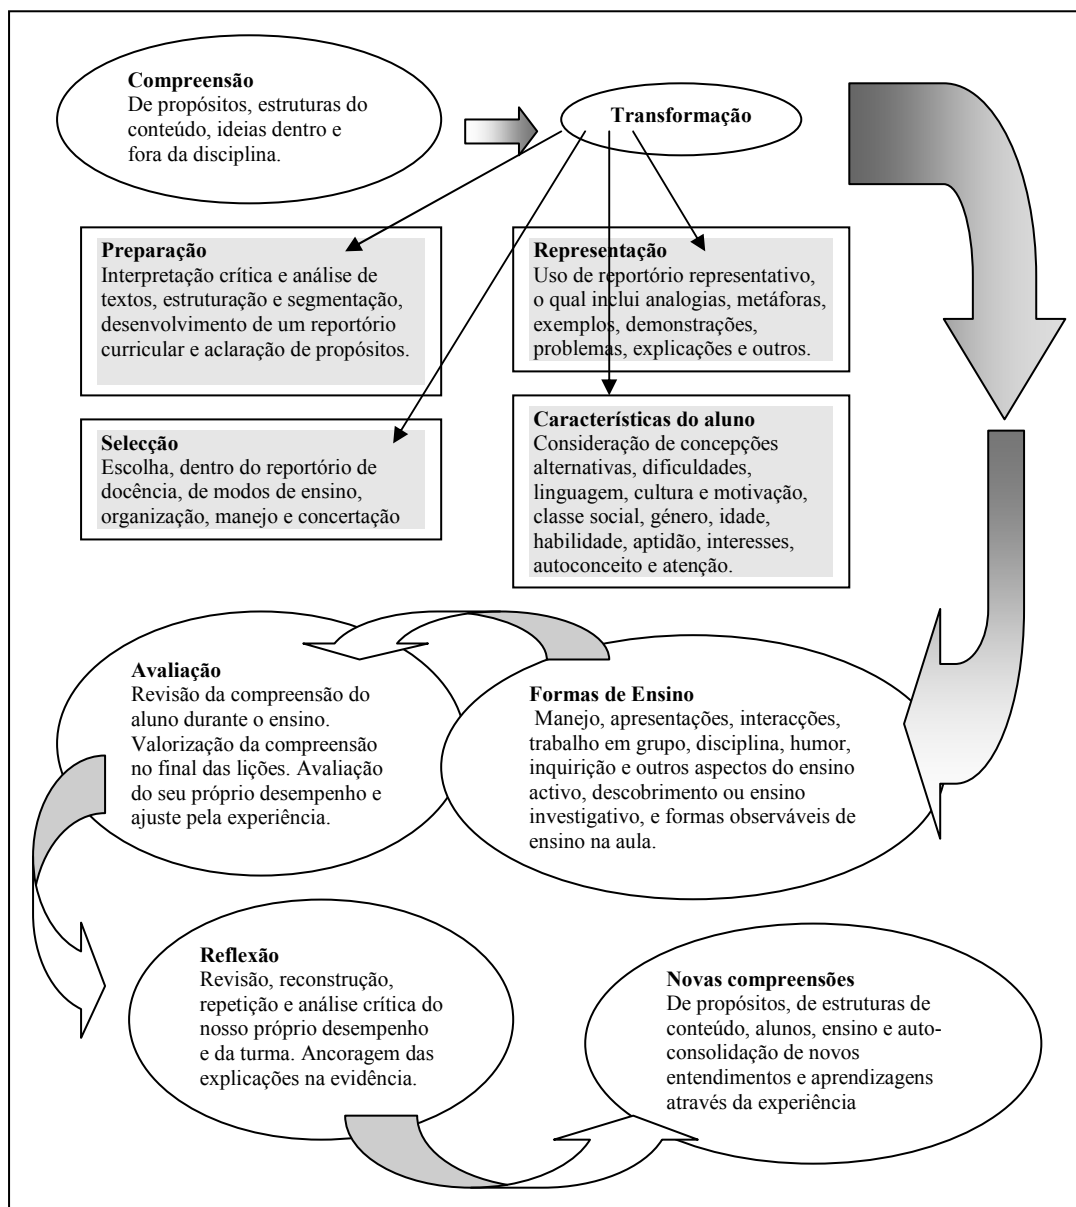 Compreensão
De propósitos, estruturas do
conteúdo, ideias dentro e
fora da disciplina.
Transformação
Preparação
Interpretação crítica e análise de
textos, estruturação e segmentação,
desenvolvimento de um reportório
curricular e aclaração de propósitos.
Representação
Uso de reportório representativo,
o qual inclui analogias, metáforas,
exemplos, demonstrações,
problemas, explicações e outros.
Selecção
Escolha, dentro do reportório de
docência, de modos de ensino,
organização, manejo e concertação
Características do aluno
Consideração de concepções
alternativas, dificuldades,
linguagem, cultura e motivação,
classe social, género, idade,
habilidade, aptidão, interesses,
autoconceito e atenção.
Avaliação
Revisão da compreensão do
aluno durante o ensino.
Valorização da compreensão
no final das lições. Avaliação
do seu próprio desempenho e
ajuste pela experiência.
Formas de Ensino
Manejo, apresentações, interacções,
trabalho em grupo, disciplina, humor,
inquirição e outros aspectos do ensino
activo, descobrimento ou ensino
investigativo, e formas observáveis de
ensino na aula.
Reflexão
Revisão, reconstrução,
repetição e análise crítica do
nosso próprio desempenho
e da turma. Ancoragem das
explicações na evidência.
Novas compreensões
De propósitos, de estruturas de
conteúdo, alunos, ensino e auto-
consolidação de novos
entendimentos e aprendizagens
através da experiência